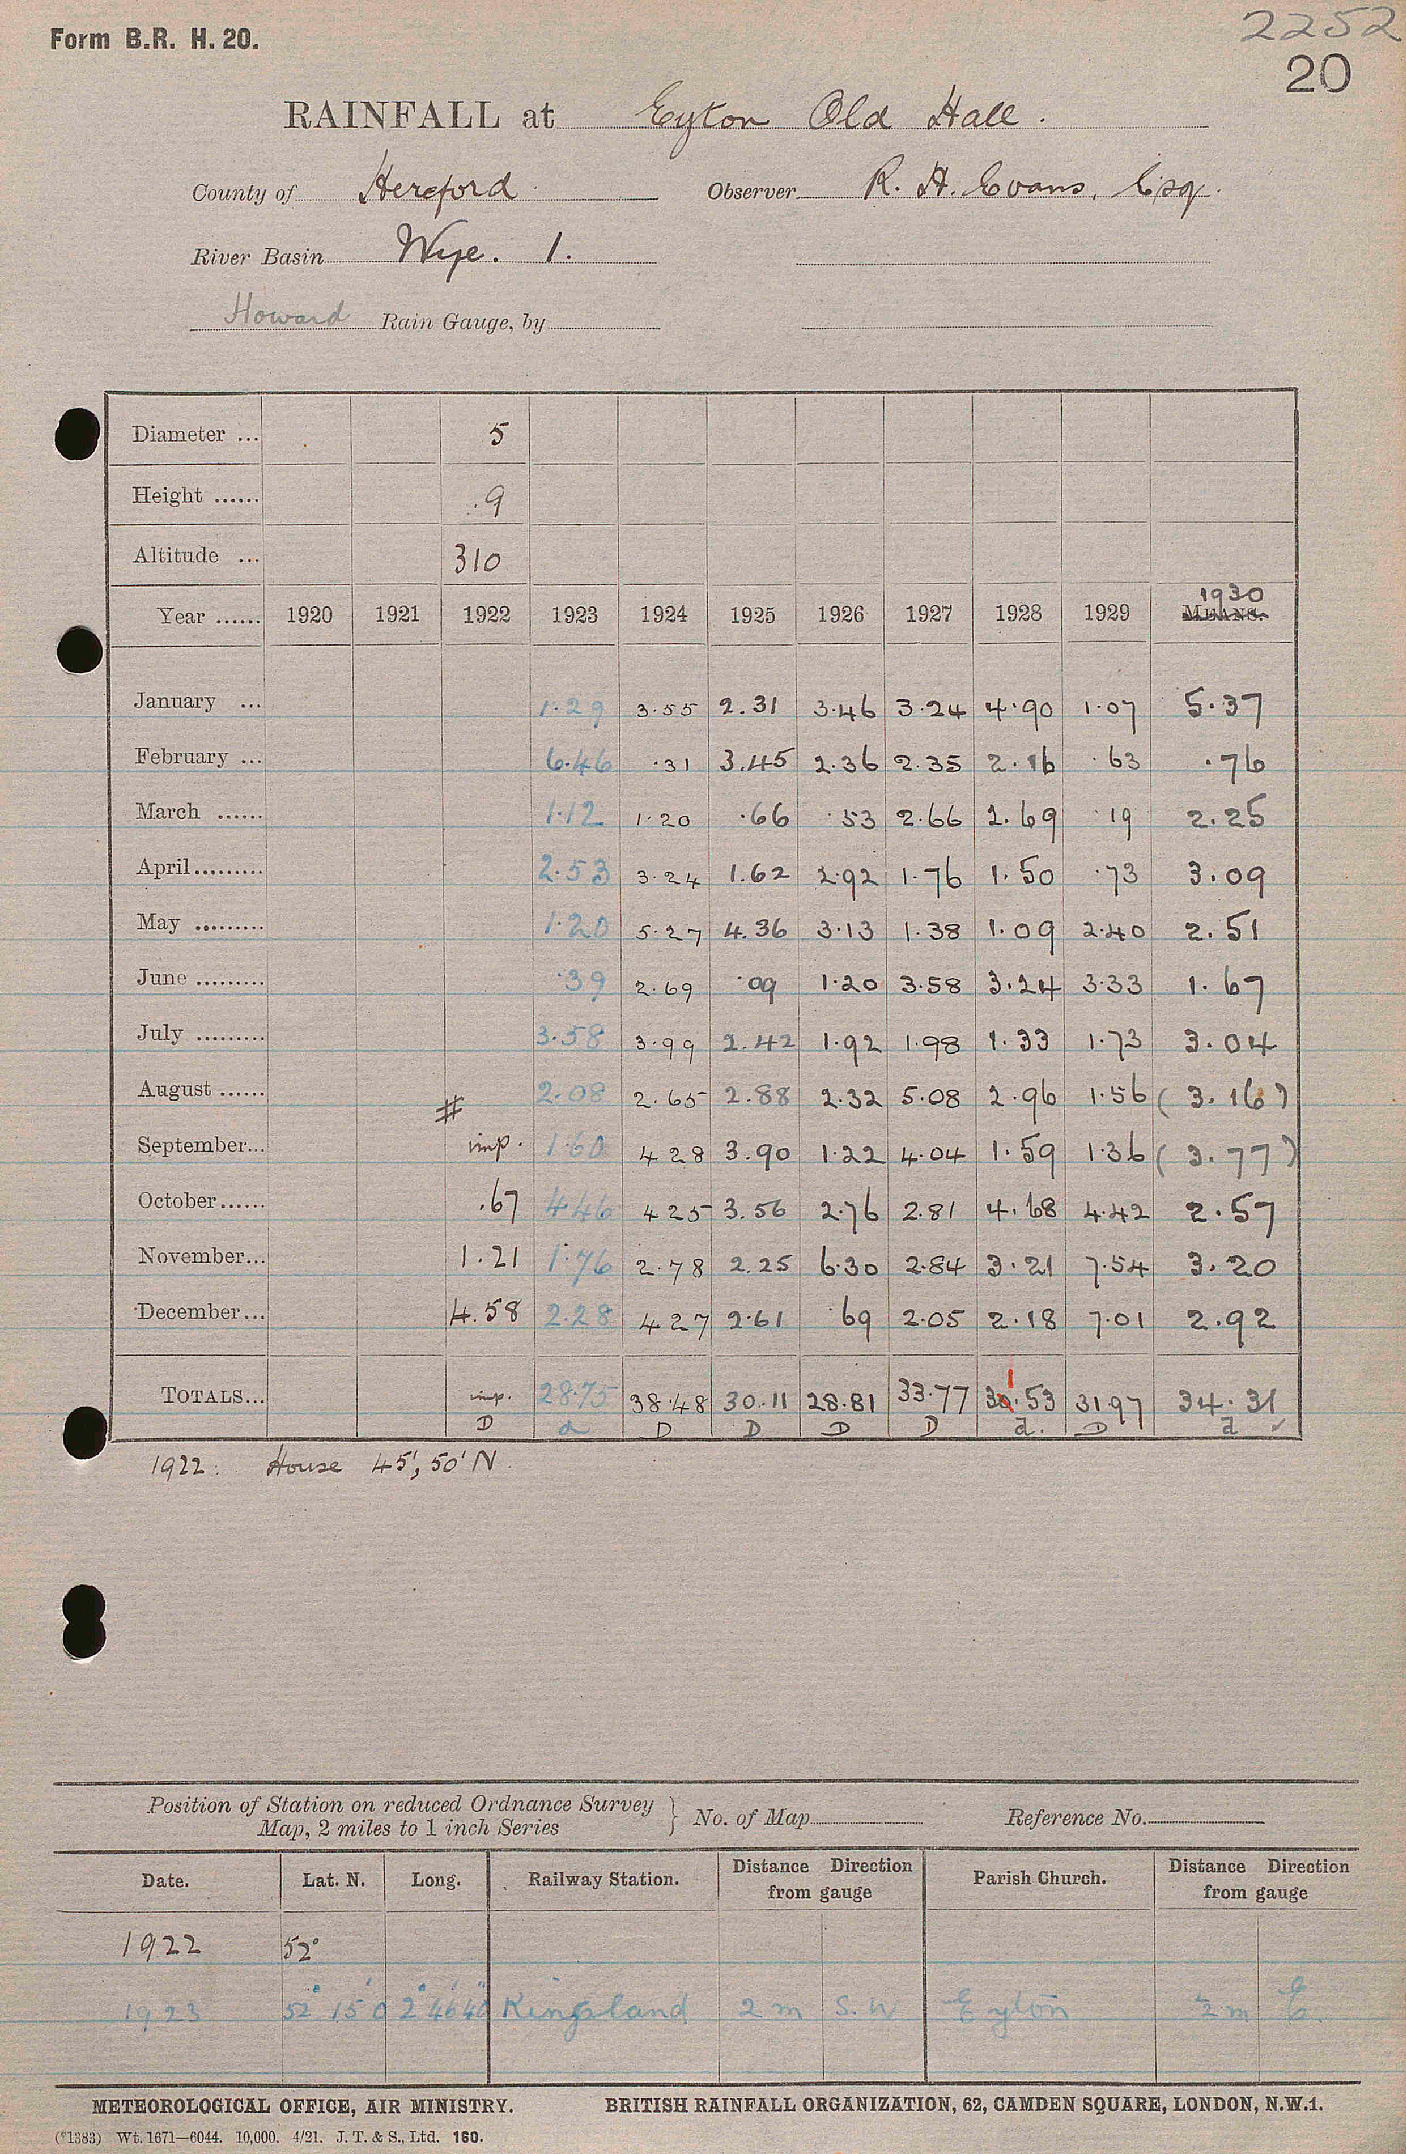 Form B.R. H. 20.
2252
20
RAINFALL at Eyton Old Hall.
County of Hereford. Observer R. H. Evans, Esq.
River Basin Wye. 1.
Howard Rain Gauge, by
Diameter ... 5
Height ...... .9
Altitude ... 310
1930
Year ...... 1920 1921 1922 1923 1924 1925 1926 1927 1928 1929 MEANS.
January ... 1.29 3.55 2.31 3.46 3.24 4.90 1.07 5.37
February ... 6.46 .31 3.45 2.36 2.35 2.16 .63 .76
March ...... 1.12 1.20 .66 .53 2.66 2.69 .19 2.25
April......... 2.53 3.24 1.62 2.92 1.76 1.50 .73 3.09
May ......... 1.20 5.27 4.36 3.13 1.38 1.09 2.40 2.51
June ......... .39 2.69 .09 1.20 3.58 3.24 3.33 1.67
July ......... 3.58 3.99 2.42 1.92 1.98 1.33 1.73 3.04
August ...... # 2.08 2.65 2.88 2.32 5.08 2.96 1.56 (3.16)
September... imp. 1.60 4 28 3.90 1.22 4.04 1.59 1.36 (3.77)
October...... .67 4.46 4 25 3.56 2.76 2.81 4.68 4.42 2.57
November... 1.21 1.76 2.78 2.25 6.30 2.84 3.21 7.54 3.20
December... 4.58 2.28 4 27 2.61 .69 2.05 2.18 7.01 2.92
1
TOTALS... imp. 28.75 38.48 30.11 28.81 33.77 30.53 31.97 34.31
D d D D D D d. D d ✓
1922: House 45', 50' N.
Position of Station on reduced Ordnance Survey
Map, 2 miles to 1 inch Series } No. of Map Reference No.
Date. Lat. N. Long. Railway Station. Distance Direction from gauge Parish Church. Distance Direction from gauge
1922 52°
1923 52° 15' 0 2° 46' 40" Kingsland 2 m S.W Eyton ½ m E.
METEOROLOGICAL OFFICE, AIR MINISTRY. BRITISH RAINFALL ORGANIZATION, 62, CAMDEN SQUARE, LONDON, N.W.1.
(*1383) Wt. 1671—6044. 10,000. 4/21. J. T. & S., Ltd. 160.